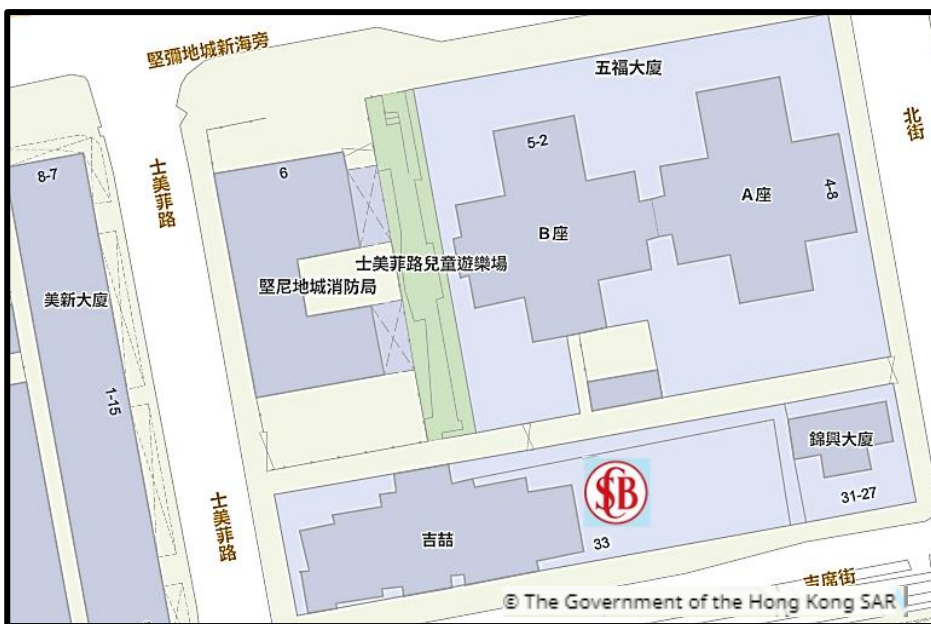 堅彌地城新海旁
五福大廈
北街
5-2
6
8-7
士美菲路
A座
4-8
B座
士美菲路兒童遊樂場
堅尼地城消防局
美新大廈
1-15
錦興大廈
SCB
31-27
士美菲路
吉喆
33
吉席街
© The Government of the Hong Kong SAR